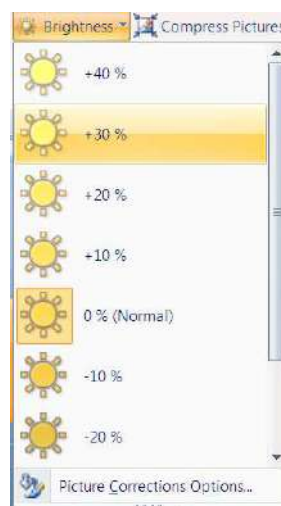 Brightness Compress Pictures
+40 %
+30 %
+20 %
+10 %
0 % (Normal)
-10 %
-20 %
Picture Corrections Options...